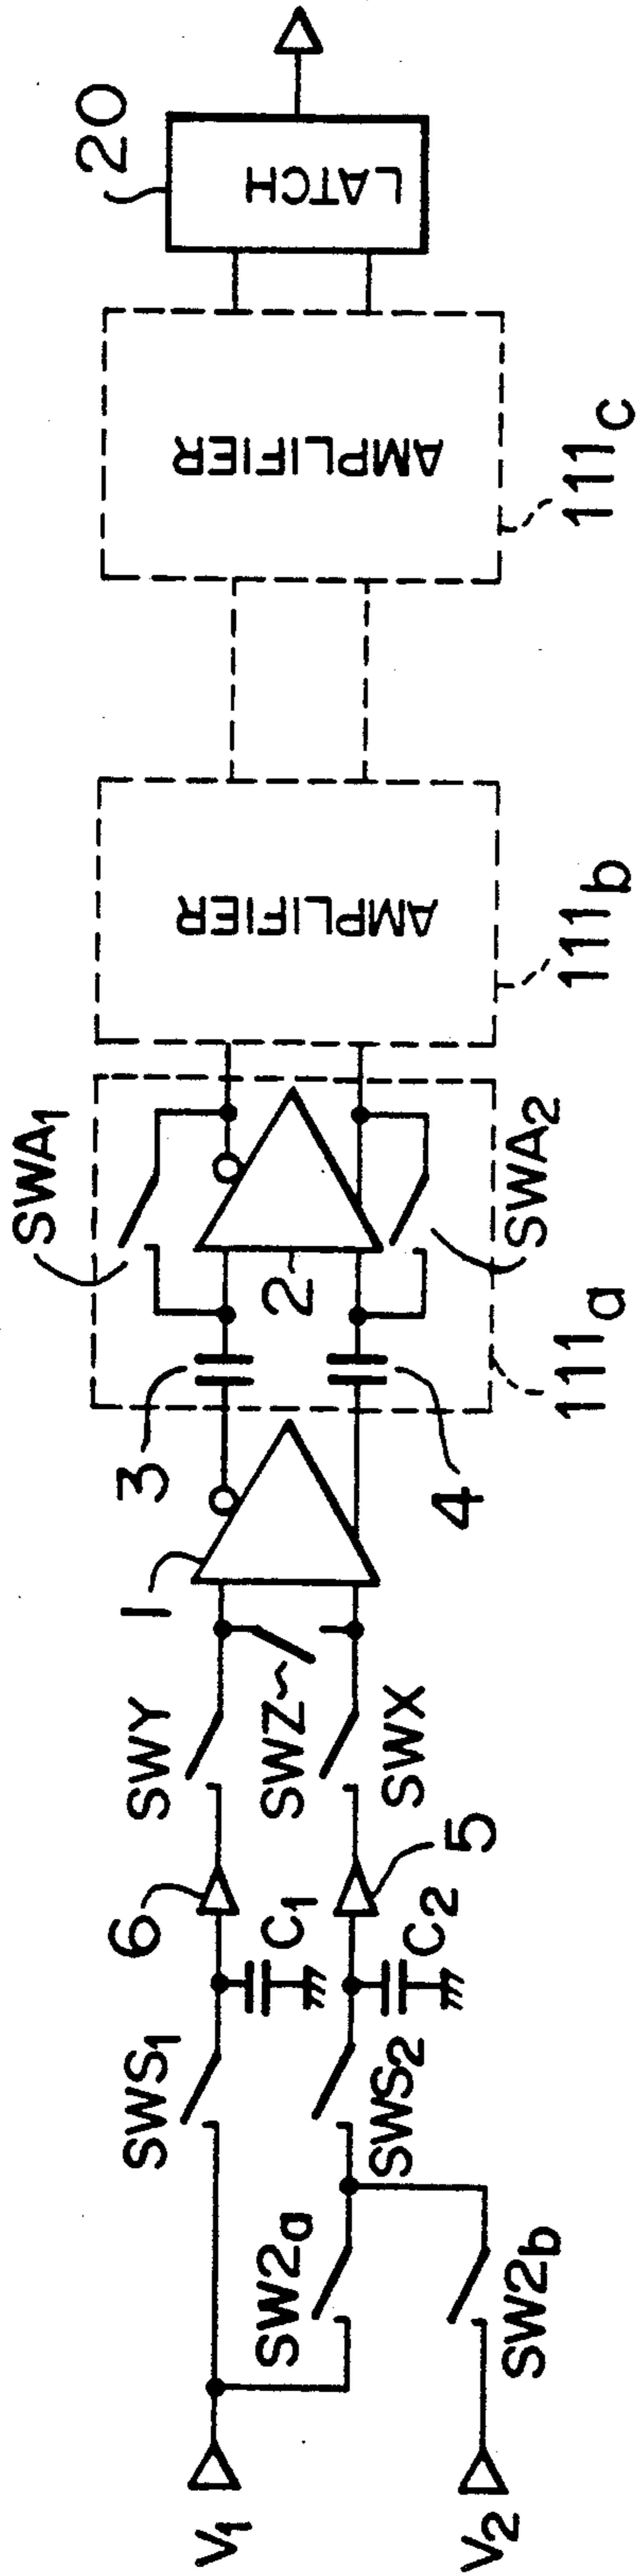 V1
V2
SW2a
SW2b
SWS1
SWS2
C1
C2
6
5
SWY
SWZ
SWX
1
3
4
SWA1
2
SWA2
111a
AMPLIFIER
111b
AMPLIFIER
111c
20
LATCH